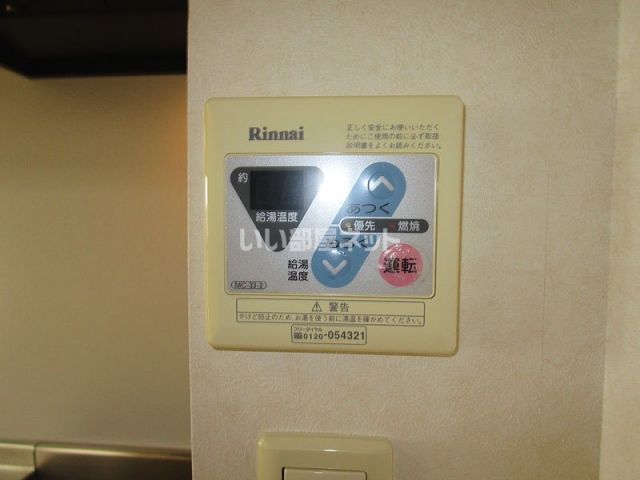 Rinnai
正しく安全にお使いいただく
ためにご使用の前に必ず取扱
説明書をよくお読みください。
約
給湯温度
あつく
優先
燃焼
いい部屋ネット
給湯
温度
運転
MC-33-3
⚠ 警告
やけど防止のため、お湯を使う前に湯温を確かめてください。
フリーダイヤル
0120-054321